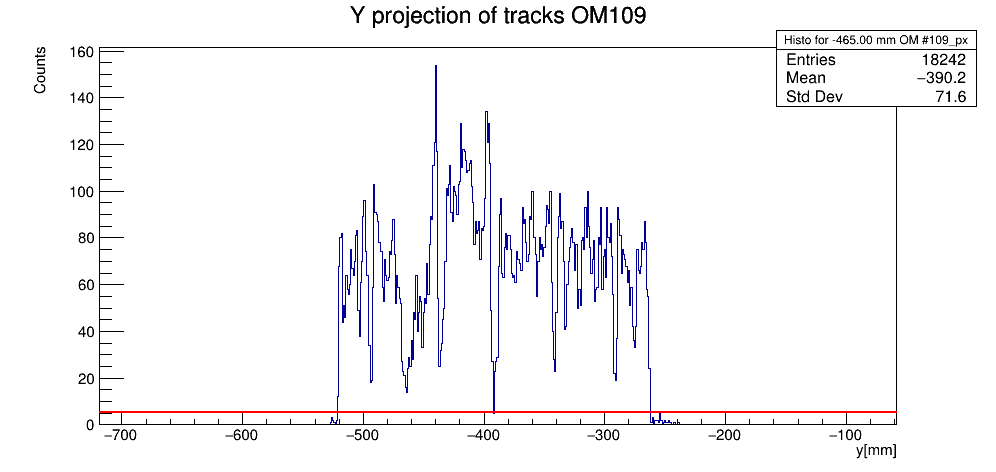 Y projection of tracks OM109
Histo for -465.00 mm OM #109_px
Entries 18242
Mean −390.2
Std Dev 71.6
Counts
160
140
120
100
80
60
40
20
0
−700 −600 −500 −400 −300 −200 −100
y[mm]